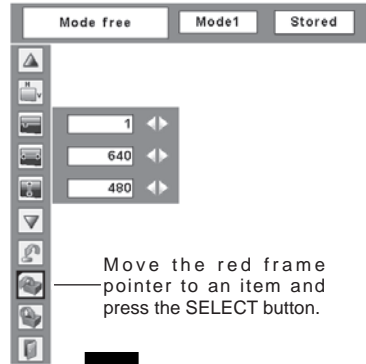 Mode free Mode1 Stored
H
V
1
640
480
Move the red frame
pointer to an item and
press the SELECT button.